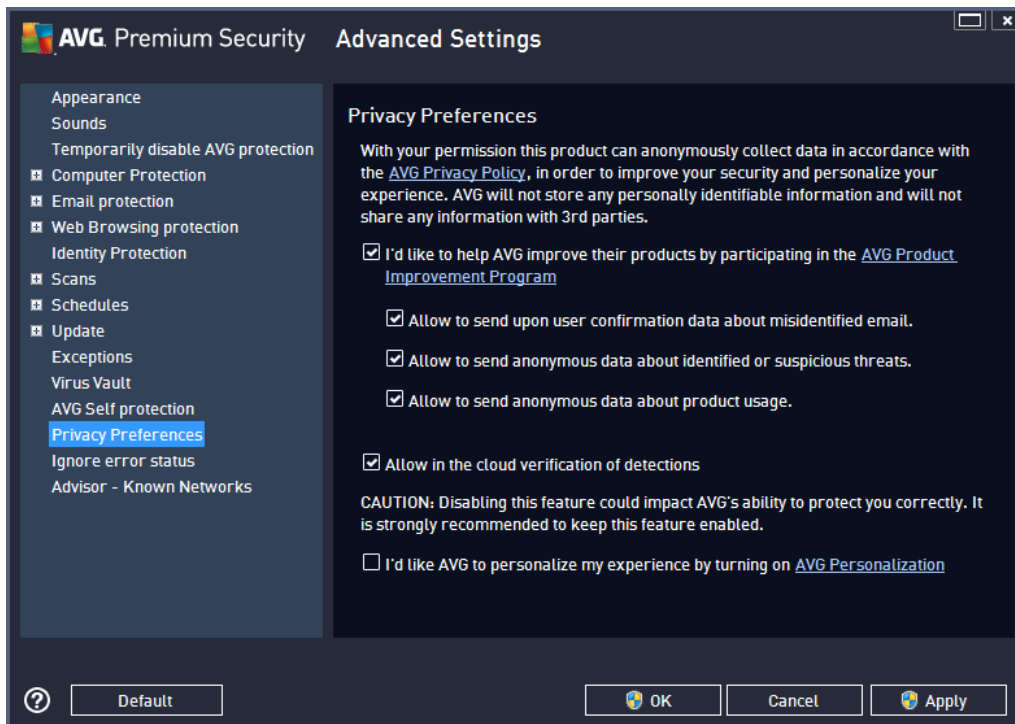 AVG. Premium Security
Advanced Settings
Appearance
Sounds
Temporarily disable AVG protection
Computer Protection
Email protection
Web Browsing protection
Identity Protection
Scans
Schedules
Update
Exceptions
Virus Vault
AVG Self protection
Privacy Preferences
Ignore error status
Advisor - Known Networks
Privacy Preferences
With your permission this product can anonymously collect data in accordance with
the AVG Privacy Policy, in order to improve your security and personalize your
experience. AVG will not store any personally identifiable information and will not
share any information with 3rd parties.
I'd like to help AVG improve their products by participating in the AVG Product
Improvement Program
Allow to send upon user confirmation data about misidentified email.
Allow to send anonymous data about identified or suspicious threats.
Allow to send anonymous data about product usage.
Allow in the cloud verification of detections
CAUTION: Disabling this feature could impact AVG's ability to protect you correctly. It
is strongly recommended to keep this feature enabled.
I'd like AVG to personalize my experience by turning on AVG Personalization
? Default OK Cancel Apply